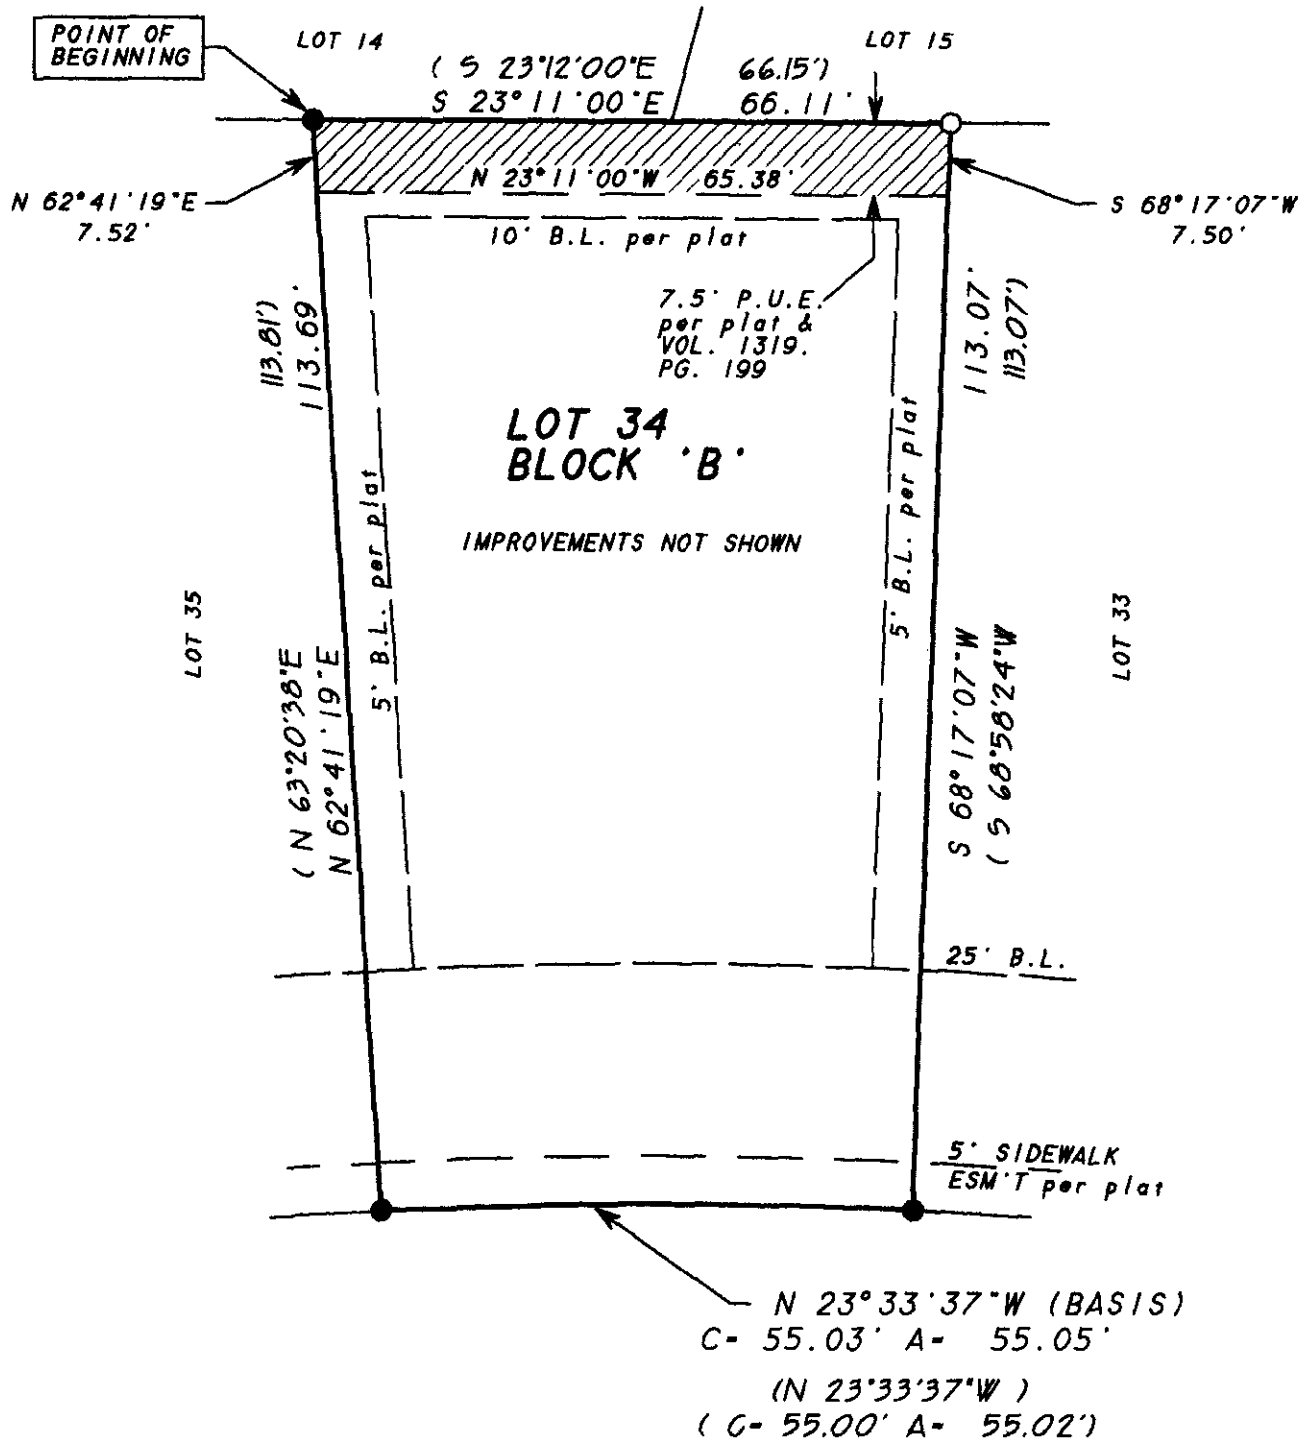 POINT OF
BEGINNING
LOT 14
LOT 15
( S 23°12'00"E 66.15')
S 23°11'00"E 66.11'
N 23°11'00"W 65.38'
N 62°41'19"E
7.52'
S 68°17'07"W
7.50'
10' B.L. per plat
7.5' P.U.E.
per plat &
VOL. 1319.
PG. 199
113.81')
113.69'
113.07'
113.07')
LOT 34
BLOCK 'B'
IMPROVEMENTS NOT SHOWN
5' B.L. per plat
5' B.L. per plat
LOT 35
LOT 33
( N 63°20'38"E
N 62°41'19"E
S 68°17'07"W
( S 68°58'24"W
25' B.L.
5' SIDEWALK
ESM'T per plat
N 23°33'37"W (BASIS)
C- 55.03' A- 55.05'
(N 23°33'37"W )
( C- 55.00' A- 55.02')